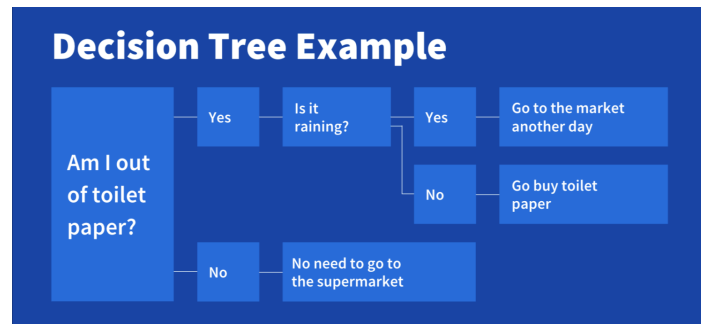 Decision Tree Example
Am I out
of toilet
paper?
Yes
Is it
raining?
Yes
Go to the market
another day
No
Go buy toilet
paper
No
No need to go to
the supermarket